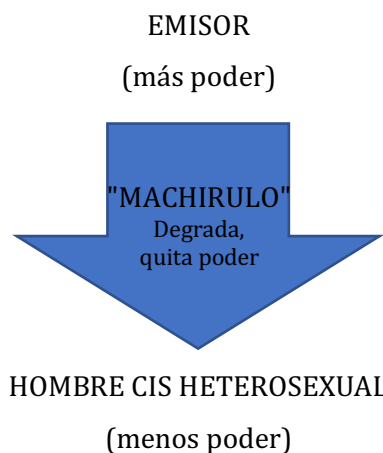 EMISOR
(más poder)
"MACHIRULO"
Degrada,
quita poder
HOMBRE CIS HETEROSEXUAL
(menos poder)